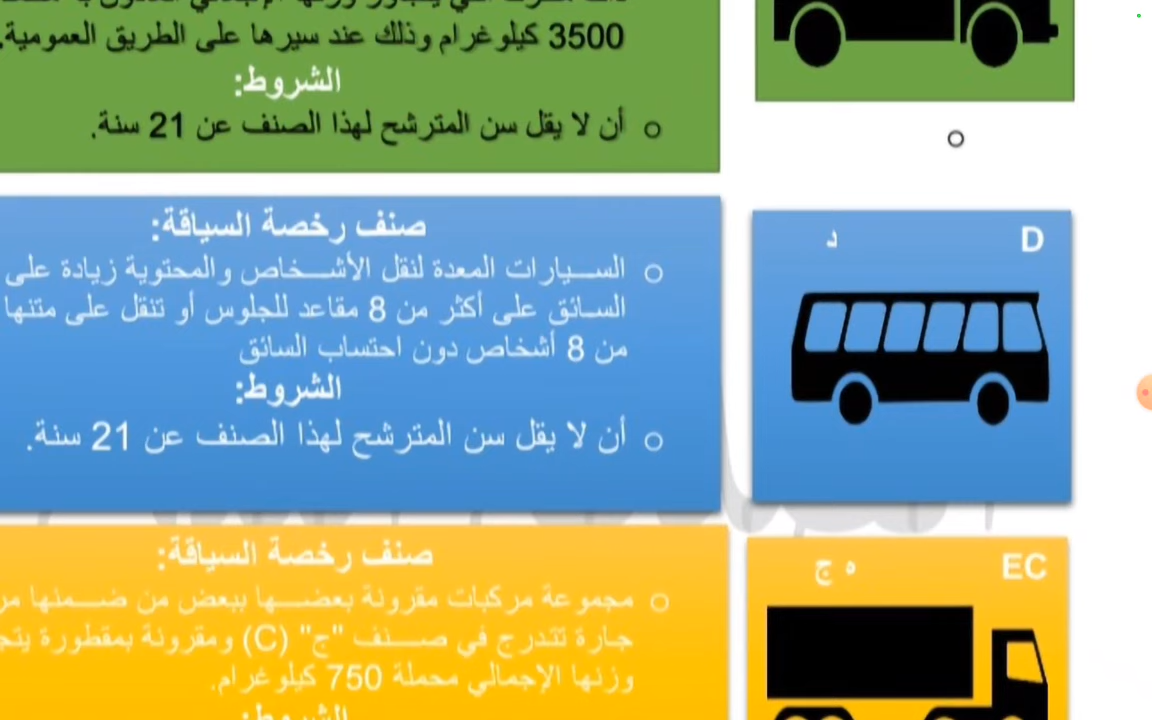 3500 كيلوغرام وذلك عند سيرها على الطريق العمومية.
الشروط:
أن لا يقل سن المترشح لهذا الصنف عن 21 سنة.
D د
صنف رخصة السياقة:
السيارات المعدة لنقل الأشخاص والمحتوية زيادة على
السائق على أكثر من 8 مقاعد للجلوس أو تنقل على متنها
من 8 أشخاص دون احتساب السائق
الشروط:
أن لا يقل سن المترشح لهذا الصنف عن 21 سنة.
EC ه ج
صنف رخصة السياقة:
مجموعة مركبات مقرونة بعضها ببعض من ضمنها
جارة تتدرج في صنف "ج" (C) ومقرونة بمقطورة
وزنها الإجمالي محملة 750 كيلوغرام.
الشروط: